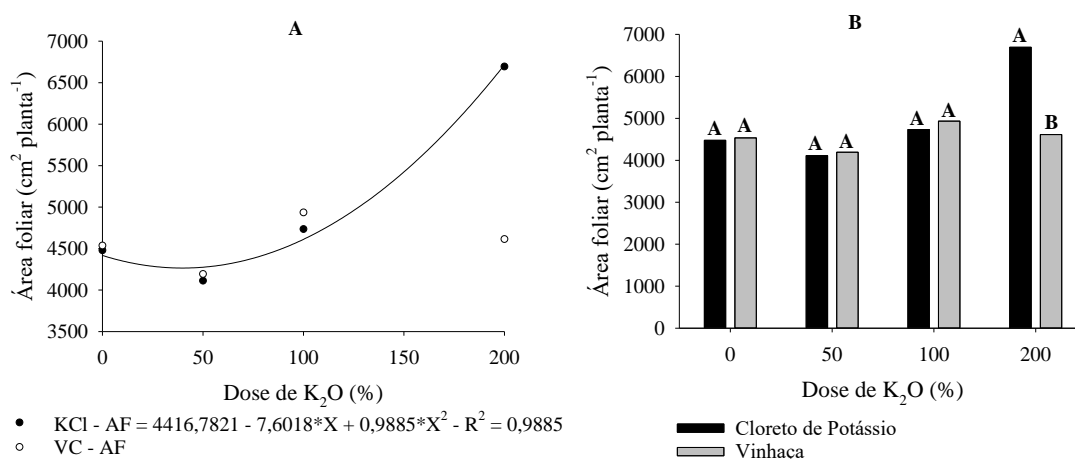 A
Área foliar (cm² planta⁻¹)
7000
6500
6000
5500
5000
4500
4000
3500
0 50 100 150 200
Dose de K₂O (%)
● KCl - AF = 4416,7821 - 7,6018*X + 0,9885*X² - R² = 0,9885
○ VC - AF
B
Área foliar (cm² planta⁻¹)
7000
6000
5000
4000
3000
2000
1000
0
A A
A A
A A
A
B
0 50 100 200
Dose de K₂O (%)
Cloreto de Potássio
Vinhaça